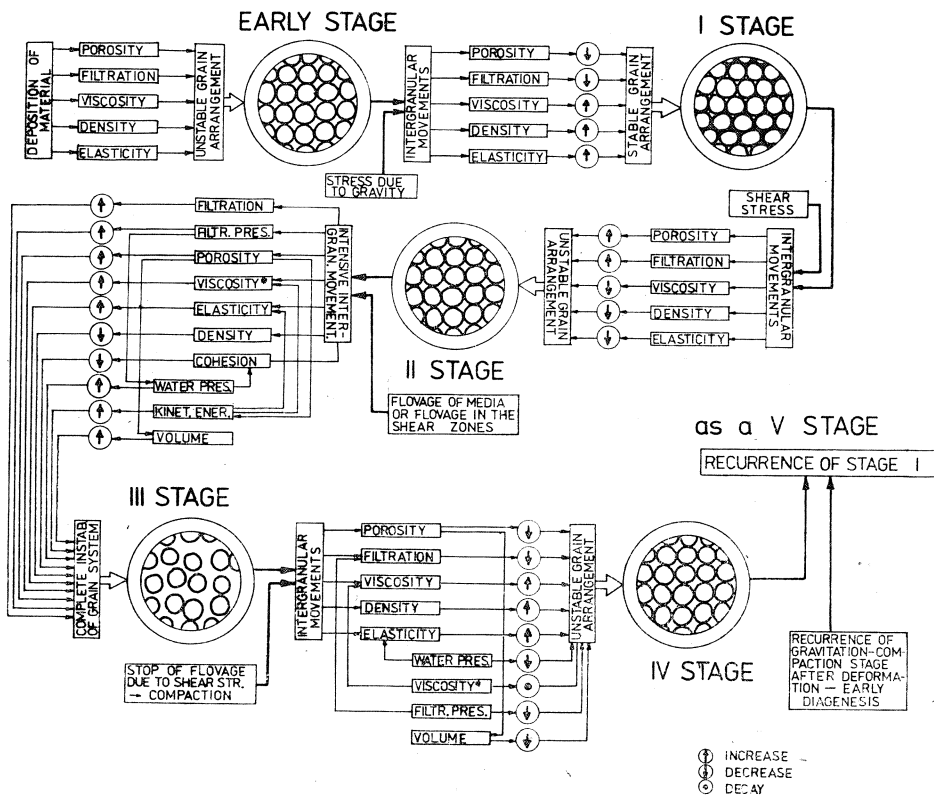 EARLY STAGE
I STAGE
DEPOSITION OF
MATERIAL
POROSITY
FILTRATION
VISCOSITY
DENSITY
ELASTICITY
UNSTABLE GRAIN
ARRANGEMENT
STRESS DUE
TO GRAVITY
INTERGRANULAR
MOVEMENTS
POROSITY
FILTRATION
VISCOSITY
DENSITY
ELASTICITY
STABLE GRAIN
ARRANGEMENT
SHEAR
STRESS
INTERGRANULAR
MOVEMENTS
POROSITY
FILTRATION
VISCOSITY
DENSITY
ELASTICITY
UNSTABLE GRAIN
ARRANGEMENT
II STAGE
FLOVAGE OF MEDIA
OR FLOVAGE IN THE
SHEAR ZONES
INTENSIVE INTER-
GRAN. MOVEMENT
FILTRATION
FILTR. PRES.
POROSITY
VISCOSITY*
ELASTICITY
DENSITY
COHESION
WATER PRES.
KINET. ENER.
VOLUME
III STAGE
COMPLETE INSTAB.
OF GRAIN SYSTEM
STOP OF FLOVAGE
DUE TO SHEAR STR.
→ COMPACTION
INTERGRANULAR
MOVEMENTS
POROSITY
FILTRATION
VISCOSITY
DENSITY
ELASTICITY
WATER PRES.
VISCOSITY*
FILTR. PRES.
VOLUME
UNSTABLE GRAIN
ARRANGEMENT
IV STAGE
as a V STAGE
RECURRENCE OF STAGE I
RECURRENCE OF
GRAVITATION-COM-
PACTION STAGE
AFTER DEFORMA-
TION — EARLY
DIAGENESIS
INCREASE
DECREASE
DECAY